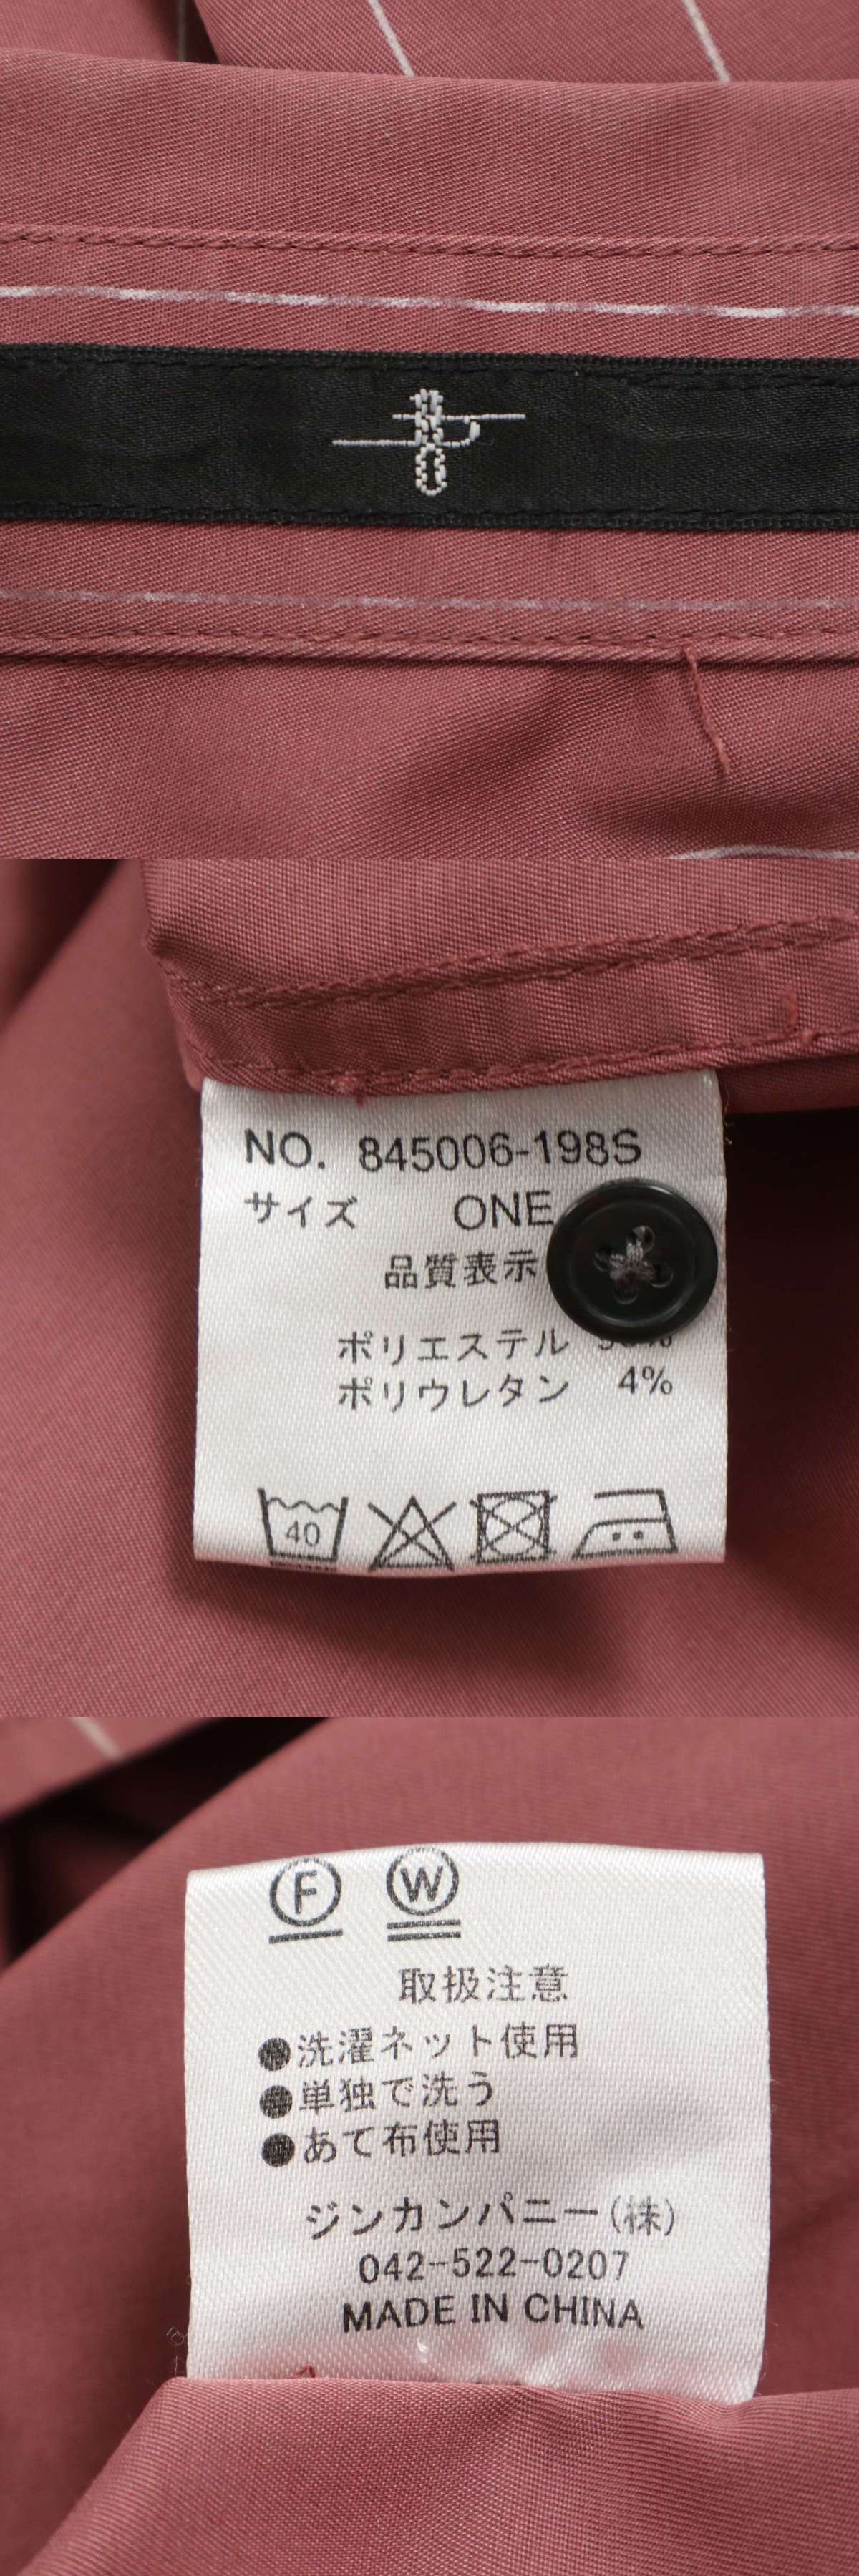 NO. 845006-198S
サイズ ONE
品質表示
ポリエステル
ポリウレタン 4%
40
F W
取扱注意
●洗濯ネット使用
●単独で洗う
●あて布使用
ジンカンパニー(株)
042-522-0207
MADE IN CHINA